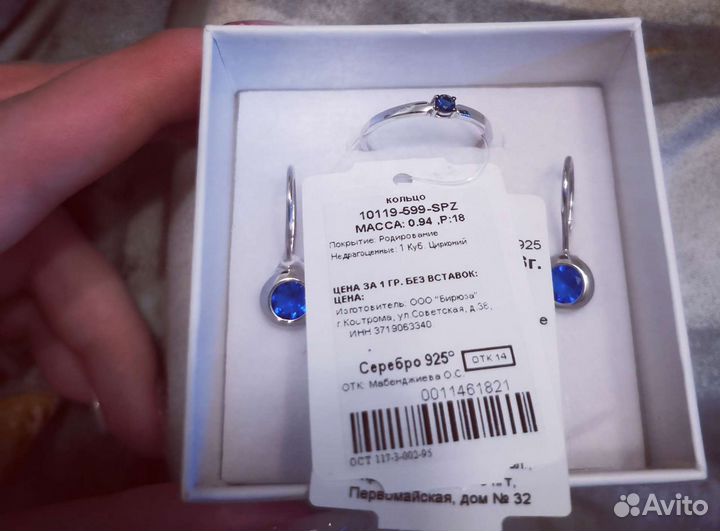 кольцо
10119-599-SPZ
МАССА: 0.94 ,Р:18
Покрытие: Родирование
Недрагоценные: 1 Куб. Цирконий
925
г.
ЦЕНА ЗА 1 ГР. БЕЗ ВСТАВОК:
ЦЕНА:
Изготовитель: ООО "Бирюза"
г.Кострома, ул.Советская, д.38,
ИНН 3719063340
е
Серебро 925° ОТК 14
ОТК: Мабенджиева О.С.
0011461821
ОСТ 117-3-002-95
Первомайская, дом № 32
Avito